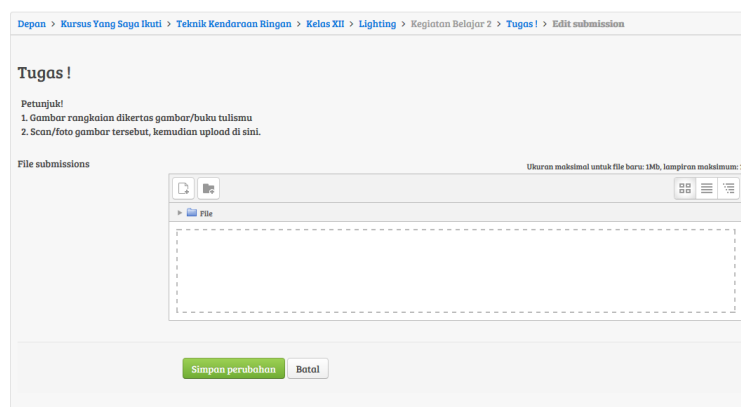 Depan > Kursus Yang Saya Ikuti > Teknik Kendaraan Ringan > Kelas XII > Lighting > Kegiatan Belajar 2 > Tugas ! > Edit submission
Tugas !
Petunjuk!
1. Gambar rangkaian dikertas gambar/buku tulismu
2. Scan/foto gambar tersebut, kemudian upload di sini.
File submissions
Ukuran maksimal untuk file baru: 1Mb, lampiran maksimum:
File
Simpan perubahan
Batal